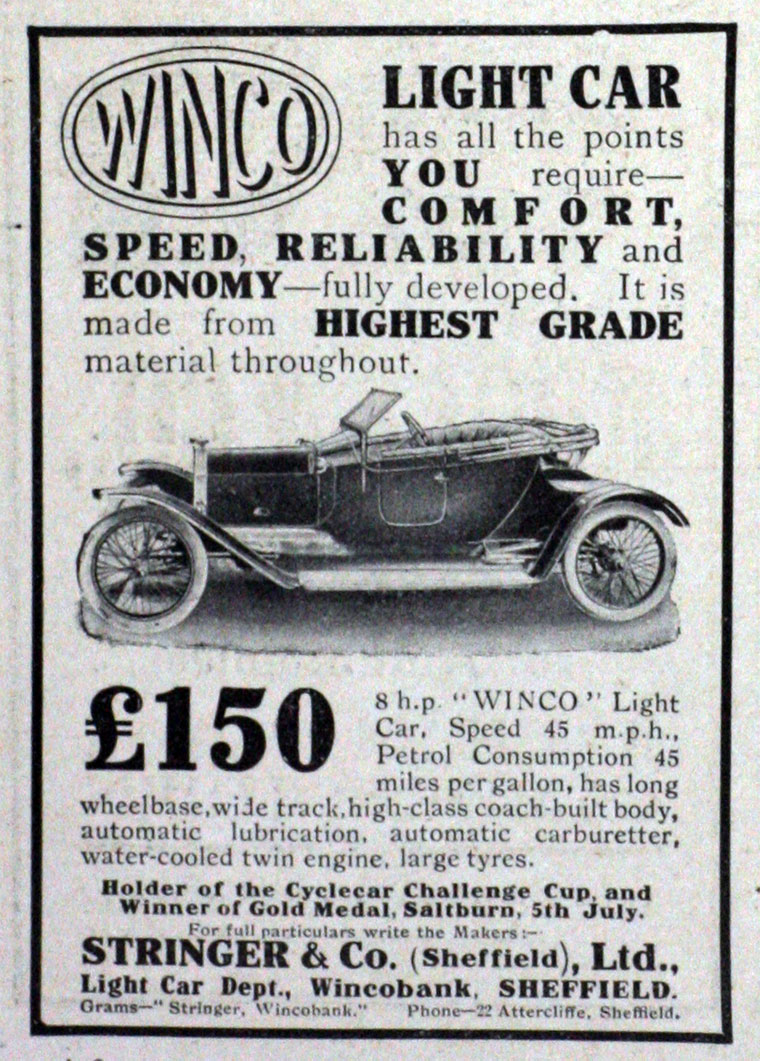 WINCO
LIGHT CAR
has all the points
YOU require—
COMFORT,
SPEED, RELIABILITY and
ECONOMY—fully developed. It is
made from HIGHEST GRADE
material throughout.
£150
8 h.p. "WINCO" Light
Car, Speed 45 m.p.h.,
Petrol Consumption 45
miles per gallon, has long
wheelbase, wide track, high-class coach-built body,
automatic lubrication, automatic carburetter,
water-cooled twin engine, large tyres.
Holder of the Cyclecar Challenge Cup, and
Winner of Gold Medal, Saltburn, 5th July.
For full particulars write the Makers:—
STRINGER & Co. (Sheffield), Ltd.,
Light Car Dept., Wincobank, SHEFFIELD.
Grams—"Stringer, Wincobank." Phone—22 Attercliffe, Sheffield.